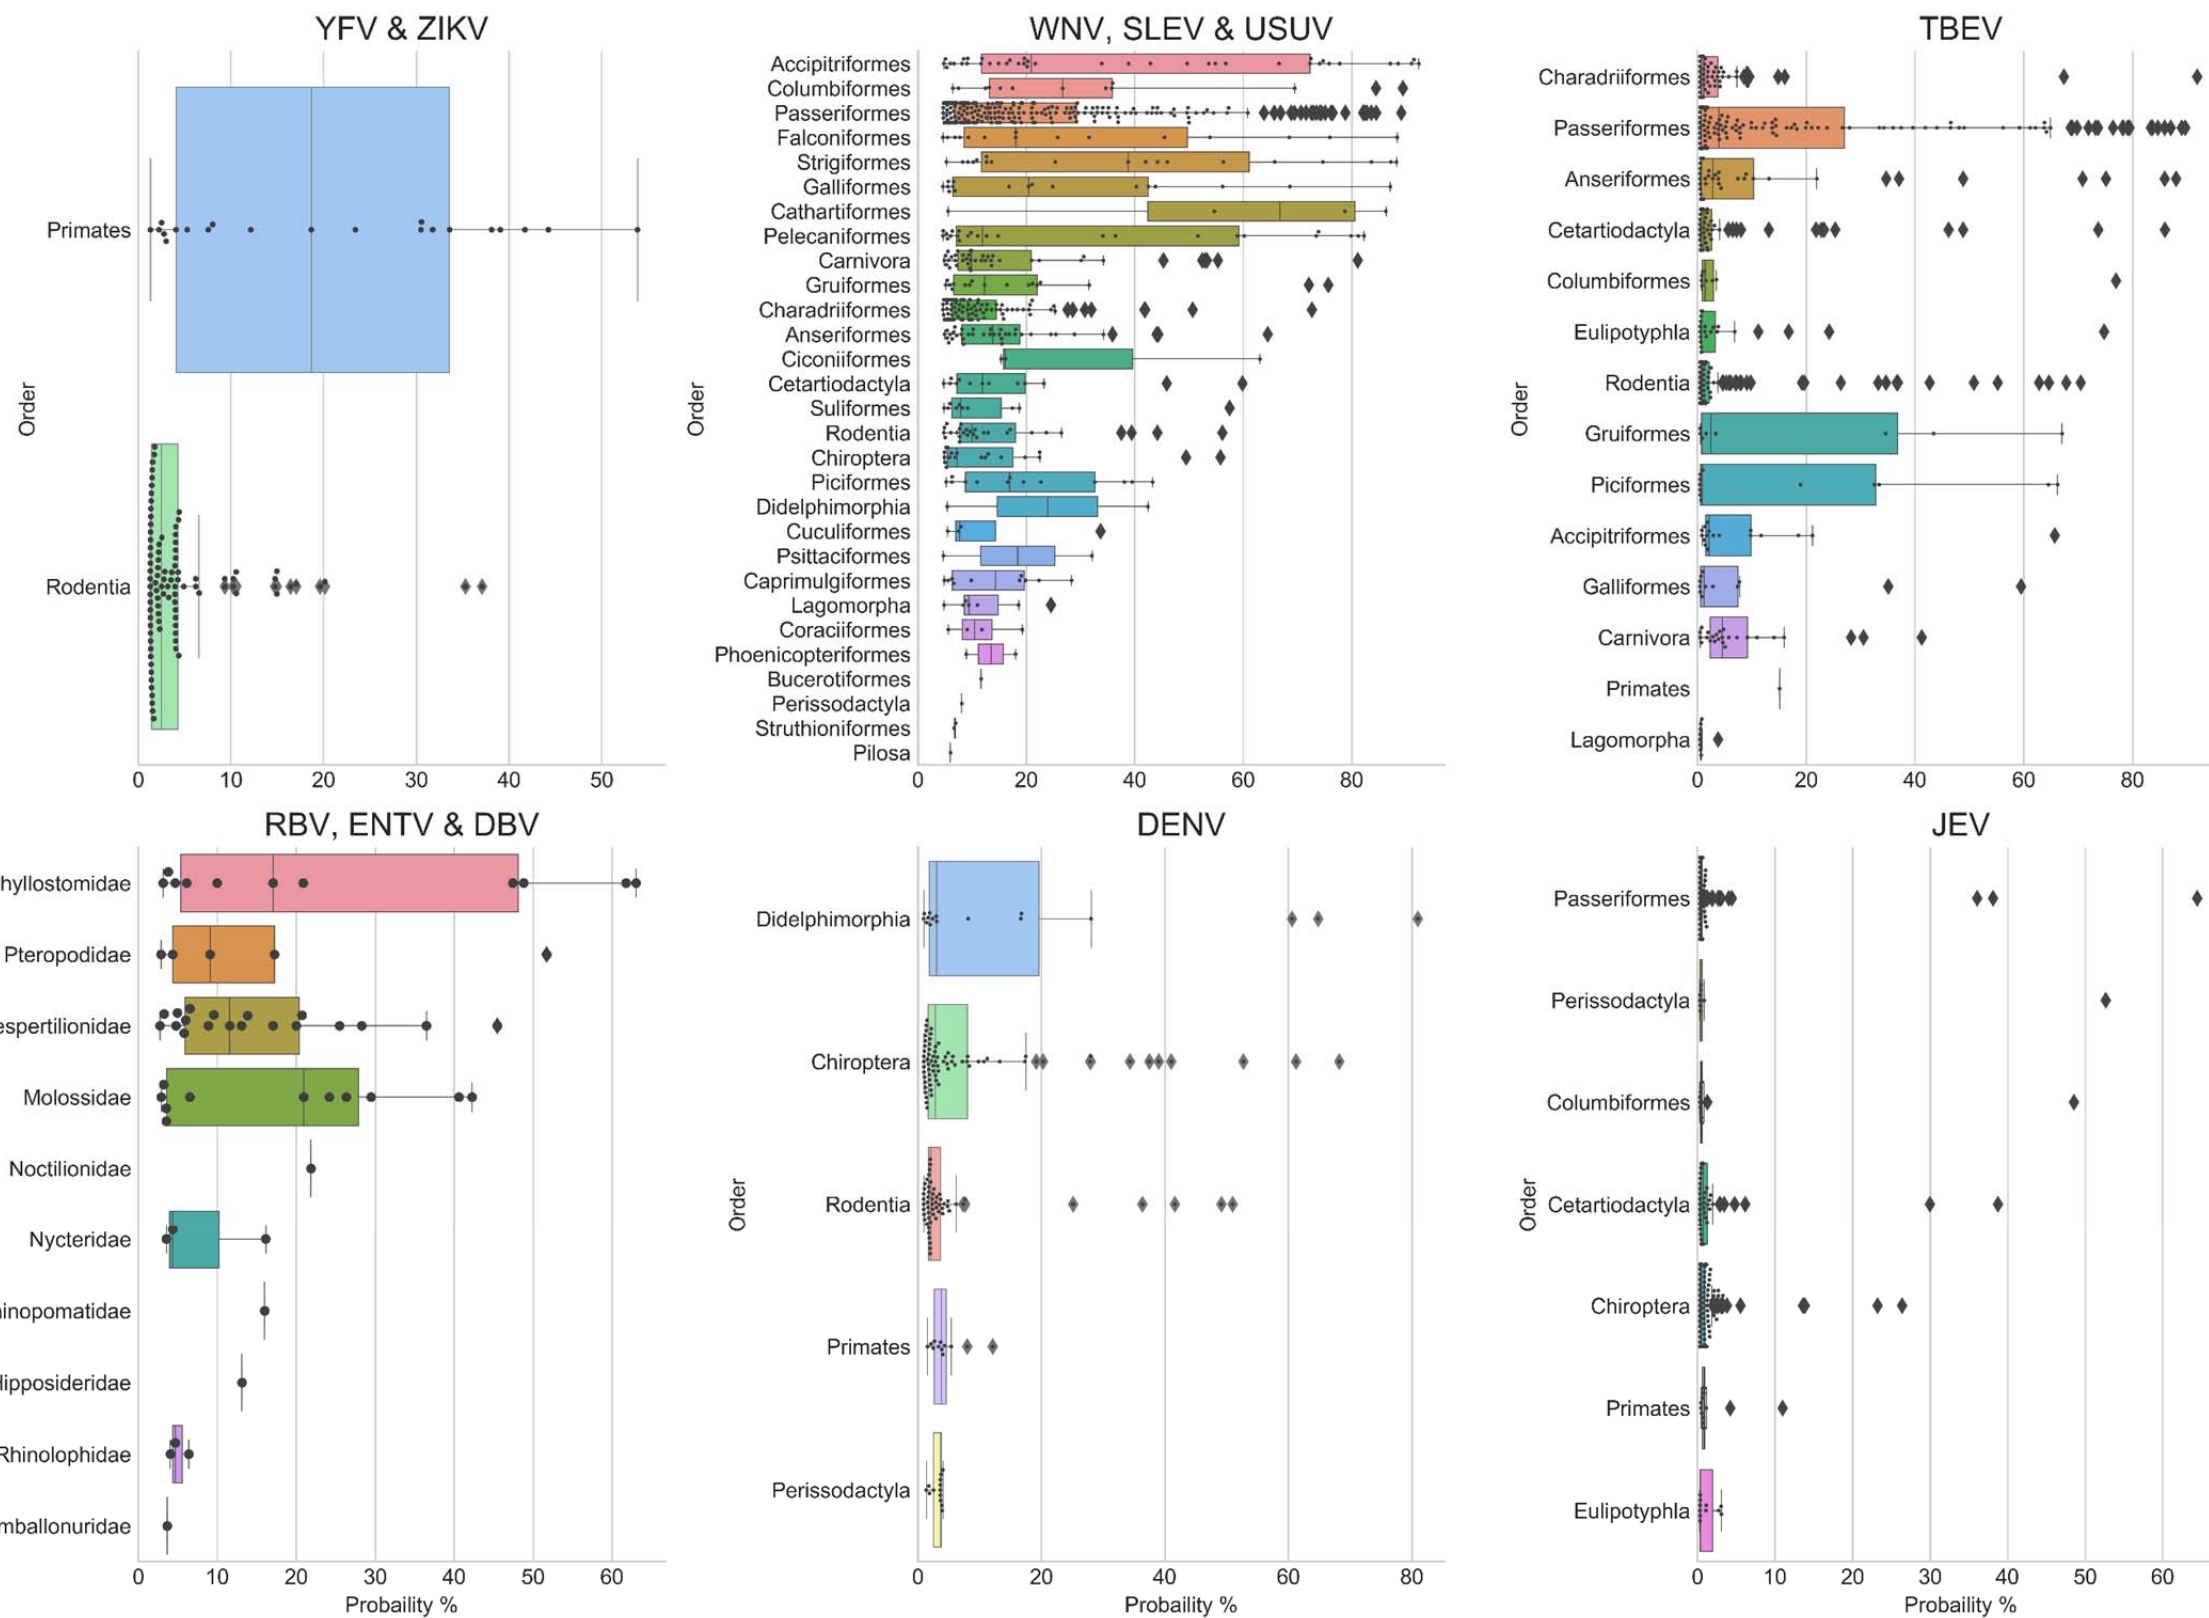 YFV & ZIKV
Order
Primates
Rodentia
0 10 20 30 40 50
WNV, SLEV & USUV
Order
Accipitriformes
Columbiformes
Passeriformes
Falconiformes
Strigiformes
Galliformes
Cathartiformes
Pelecaniformes
Carnivora
Gruiformes
Charadriiformes
Anseriformes
Ciconiiformes
Cetartiodactyla
Suliformes
Rodentia
Chiroptera
Piciformes
Didelphimorphia
Cuculiformes
Psittaciformes
Caprimulgiformes
Lagomorpha
Coraciiformes
Phoenicopteriformes
Bucerotiformes
Perissodactyla
Struthioniformes
Pilosa
0 20 40 60 80
TBEV
Order
Charadriiformes
Passeriformes
Anseriformes
Cetartiodactyla
Columbiformes
Eulipotyphla
Rodentia
Gruiformes
Piciformes
Accipitriformes
Galliformes
Carnivora
Primates
Lagomorpha
0 20 40 60 80
RBV, ENTV & DBV
hyllostomidae
Pteropodidae
espertilionidae
Molossidae
Noctilionidae
Nycteridae
inopomatidae
lipposideridae
Rhinolophidae
mballonuridae
0 10 20 30 40 50 60
Probaility %
DENV
Order
Didelphimorphia
Chiroptera
Rodentia
Primates
Perissodactyla
0 20 40 60 80
Probaility %
JEV
Order
Passeriformes
Perissodactyla
Columbiformes
Cetartiodactyla
Chiroptera
Primates
Eulipotyphla
0 10 20 30 40 50 60
Probaility %